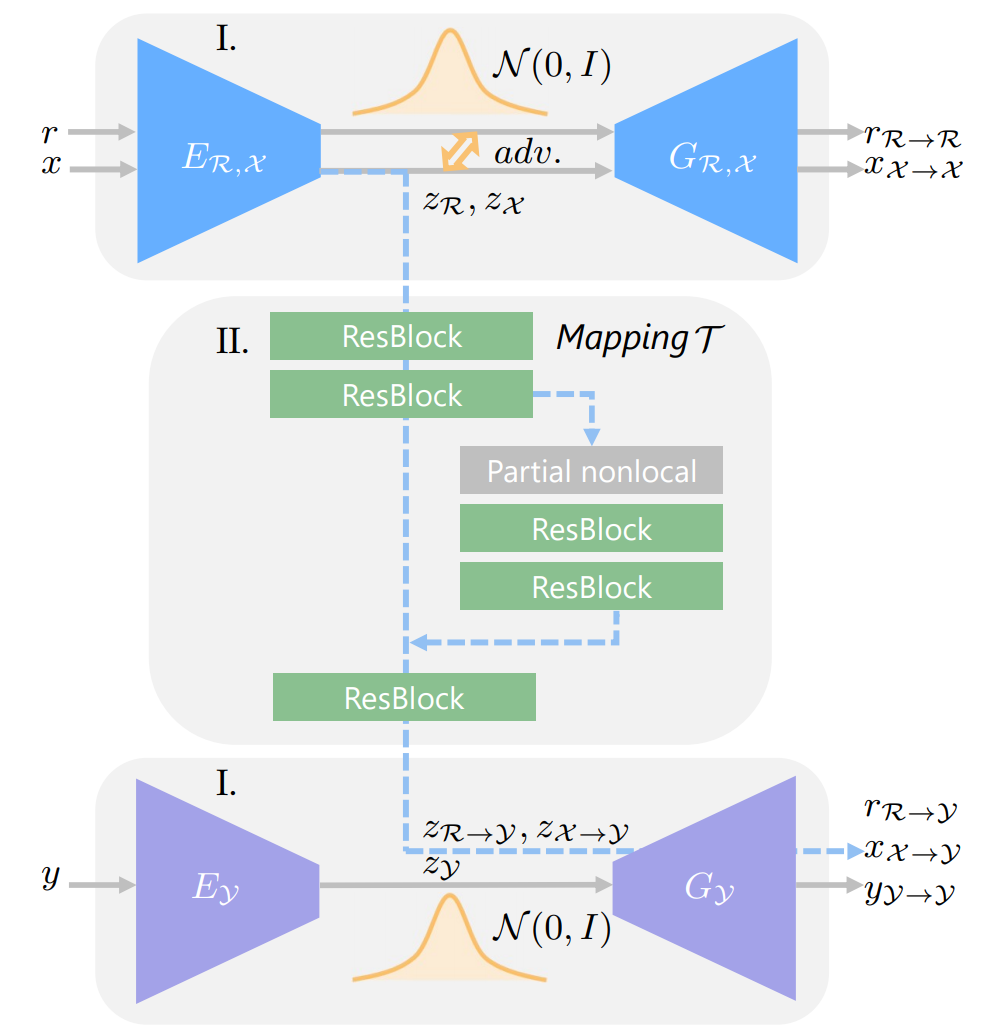 I.
𝒩(0, I)
r
x
E_{ℛ,𝒳}
adv.
G_{ℛ,𝒳}
r_{ℛ→ℛ}
x_{𝒳→𝒳}
z_ℛ, z_𝒳
II.
ResBlock
Mapping 𝒯
ResBlock
Partial nonlocal
ResBlock
ResBlock
ResBlock
I.
r_{ℛ→𝒴}
z_{ℛ→𝒴}, z_{𝒳→𝒴}
x_{𝒳→𝒴}
z_𝒴
y
E_𝒴
G_𝒴
y_{𝒴→𝒴}
𝒩(0, I)